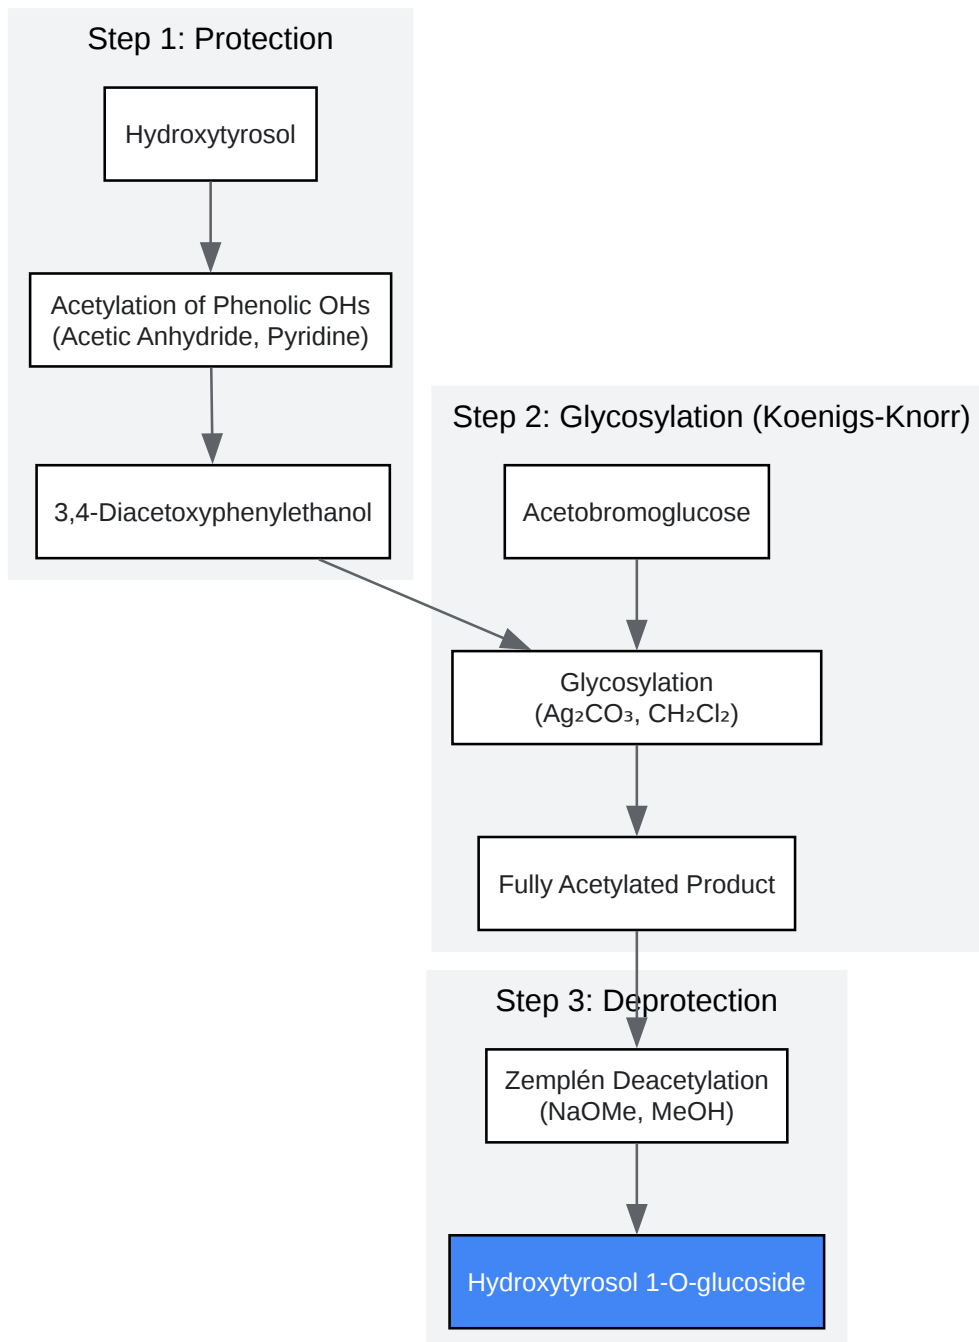 Step 1: Protection
Hydroxytyrosol
Acetylation of Phenolic OHs
(Acetic Anhydride, Pyridine)
3,4-Diacetoxyphenylethanol
Step 2: Glycosylation (Koenigs-Knorr)
Acetobromoglucose
Glycosylation
(Ag₂CO₃, CH₂Cl₂)
Fully Acetylated Product
Step 3: Deprotection
Zemplén Deacetylation
(NaOMe, MeOH)
Hydroxytyrosol 1-O-glucoside